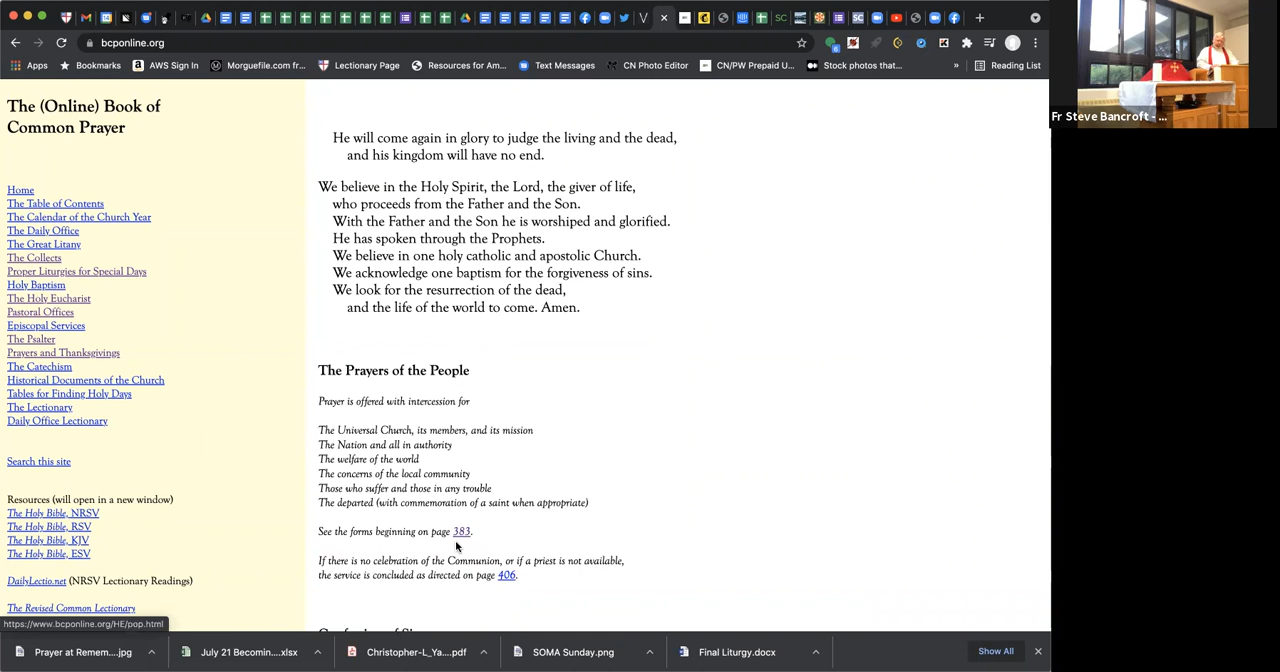 bcponline.org
Apps
Bookmarks
AWS Sign In
Morguefile.com fr...
Lectionary Page
Resources for Am...
Text Messages
CN Photo Editor
CN/PW Prepaid U...
Stock photos that...
»
Reading List
Fr Steve Bancroft - ...
The (Online) Book of
Common Prayer
Home
The Table of Contents
The Calendar of the Church Year
The Daily Office
The Great Litany
The Collects
Proper Liturgies for Special Days
Holy Baptism
The Holy Eucharist
Pastoral Offices
Episcopal Services
The Psalter
Prayers and Thanksgivings
The Catechism
Historical Documents of the Church
Tables for Finding Holy Days
The Lectionary
Daily Office Lectionary
Search this site
Resources (will open in a new window)
The Holy Bible, NRSV
The Holy Bible, RSV
The Holy Bible, KJV
The Holy Bible, ESV
DailyLectio.net (NRSV Lectionary Readings)
The Revised Common Lectionary
https://www.bcponline.org/HE/pop.html
He will come again in glory to judge the living and the dead,
and his kingdom will have no end.
We believe in the Holy Spirit, the Lord, the giver of life,
who proceeds from the Father and the Son.
With the Father and the Son he is worshiped and glorified.
He has spoken through the Prophets.
We believe in one holy catholic and apostolic Church.
We acknowledge one baptism for the forgiveness of sins.
We look for the resurrection of the dead,
and the life of the world to come. Amen.
The Prayers of the People
Prayer is offered with intercession for
The Universal Church, its members, and its mission
The Nation and all in authority
The welfare of the world
The concerns of the local community
Those who suffer and those in any trouble
The departed (with commemoration of a saint when appropriate)
See the forms beginning on page 383.
If there is no celebration of the Communion, or if a priest is not available,
the service is concluded as directed on page 406.
Prayer at Remem....jpg
July 21 Becomin....xlsx
Christopher-L_Ya....pdf
SOMA Sunday.png
Final Liturgy.docx
Show All